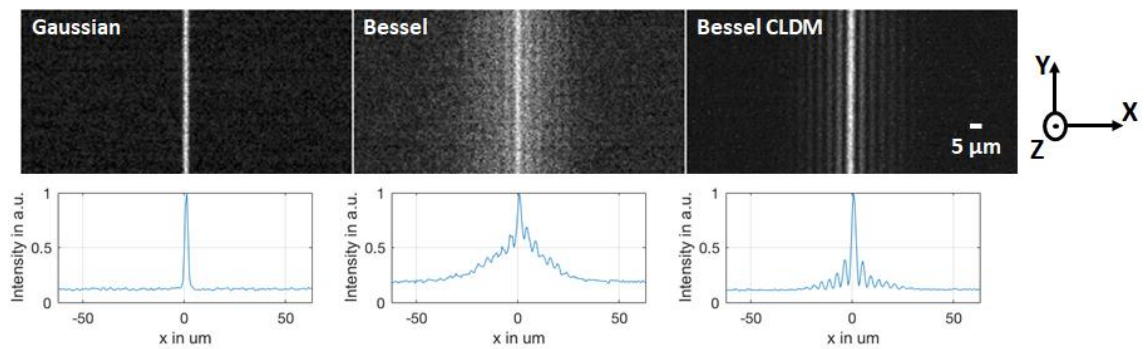 Gaussian
Bessel
Bessel CLDM
Y
X
Z
5 μm
Intensity in a.u.
1
0.5
0
-50
0
50
x in um
Intensity in a.u.
1
0.5
0
-50
0
50
x in um
Intensity in a.u.
1
0.5
0
-50
0
50
x in um